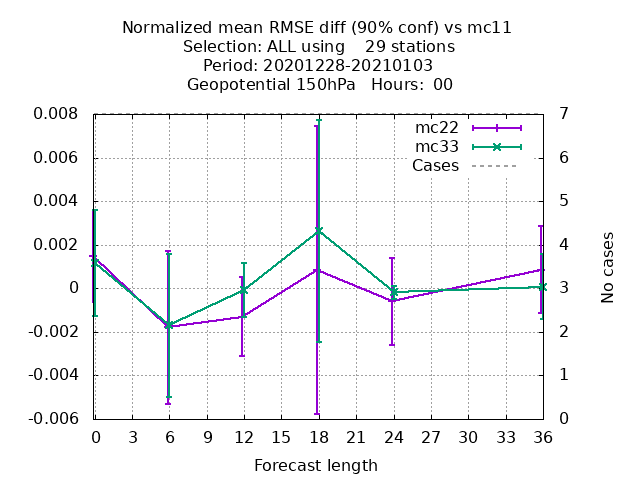 Normalized mean RMSE diff (90% conf) vs mc11
Selection: ALL using    29 stations
Period: 20201228-20210103
Geopotential 150hPa   Hours: 00
0.008
0.006
0.004
0.002
0
-0.002
-0.004
-0.006
7
6
5
4
3
2
1
0
mc22
mc33
Cases
No cases
0 3 6 9 12 15 18 21 24 27 30 33 36
Forecast length